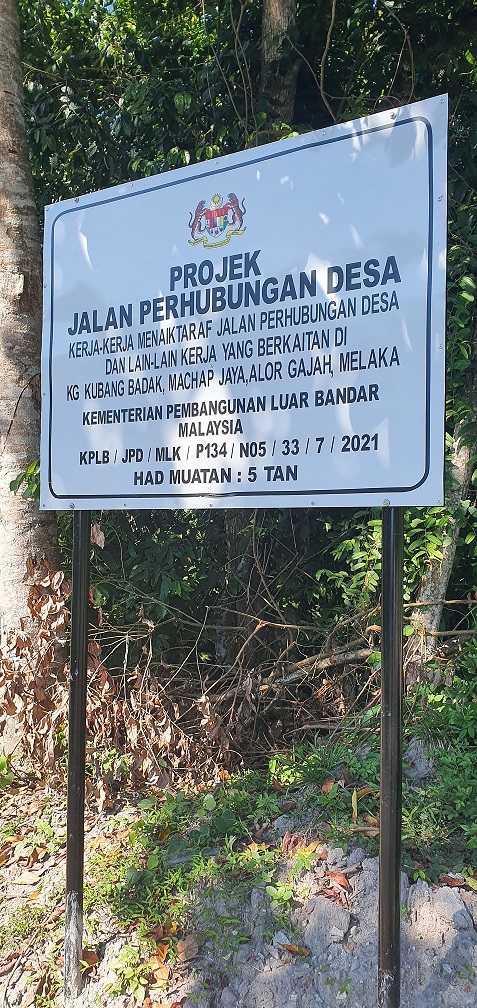 PROJEK
JALAN PERHUBUNGAN DESA
KERJA-KERJA MENAIKTARAF JALAN PERHUBUNGAN DESA
DAN LAIN-LAIN KERJA YANG BERKAITAN DI
KG KUBANG BADAK, MACHAP JAYA,ALOR GAJAH, MELAKA
KEMENTERIAN PEMBANGUNAN LUAR BANDAR
MALAYSIA
KPLB / JPD / MLK / P134 / N05 / 33 / 7 / 2021
HAD MUATAN : 5 TAN